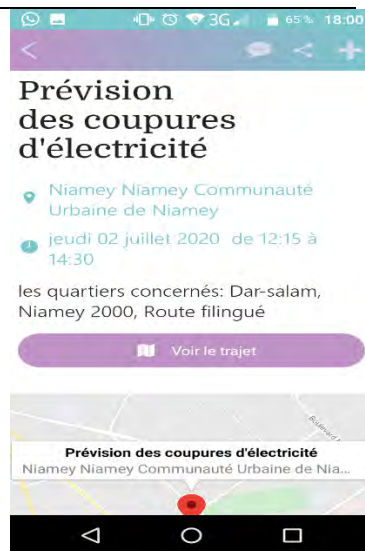 3G 65% 18:00
Prévision
des coupures
d'électricité
Niamey Niamey Communauté
Urbaine de Niamey
jeudi 02 juillet 2020 de 12:15 à
14:30
les quartiers concernés: Dar-salam,
Niamey 2000, Route filingué
Voir le trajet
Prévision des coupures d'électricité
Niamey Niamey Communauté Urbaine de Nia...